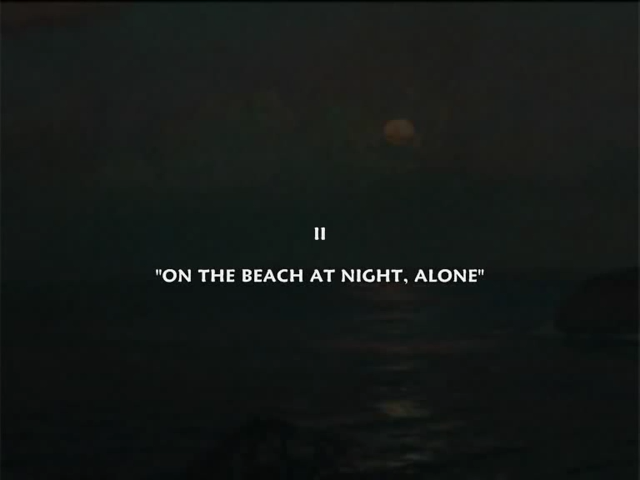 II
"ON THE BEACH AT NIGHT, ALONE"